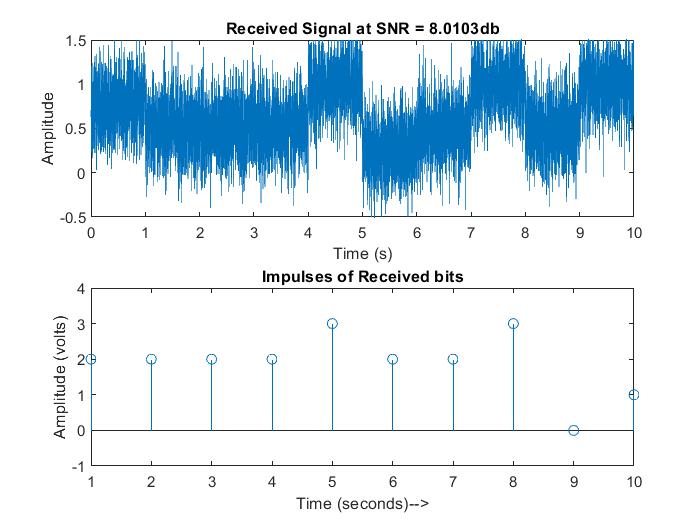 Received Signal at SNR = 8.0103db
1.5
1
0.5
0
-0.5
Amplitude
0 1 2 3 4 5 6 7 8 9 10
Time (s)
Impulses of Received bits
4
3
2
1
0
-1
Amplitude (volts)
1 2 3 4 5 6 7 8 9 10
Time (seconds)-->